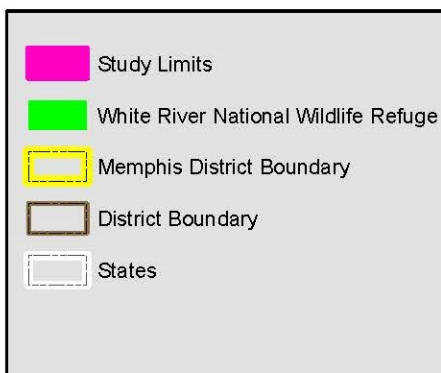 Study Limits
White River National Wildlife Refuge
Memphis District Boundary
District Boundary
States